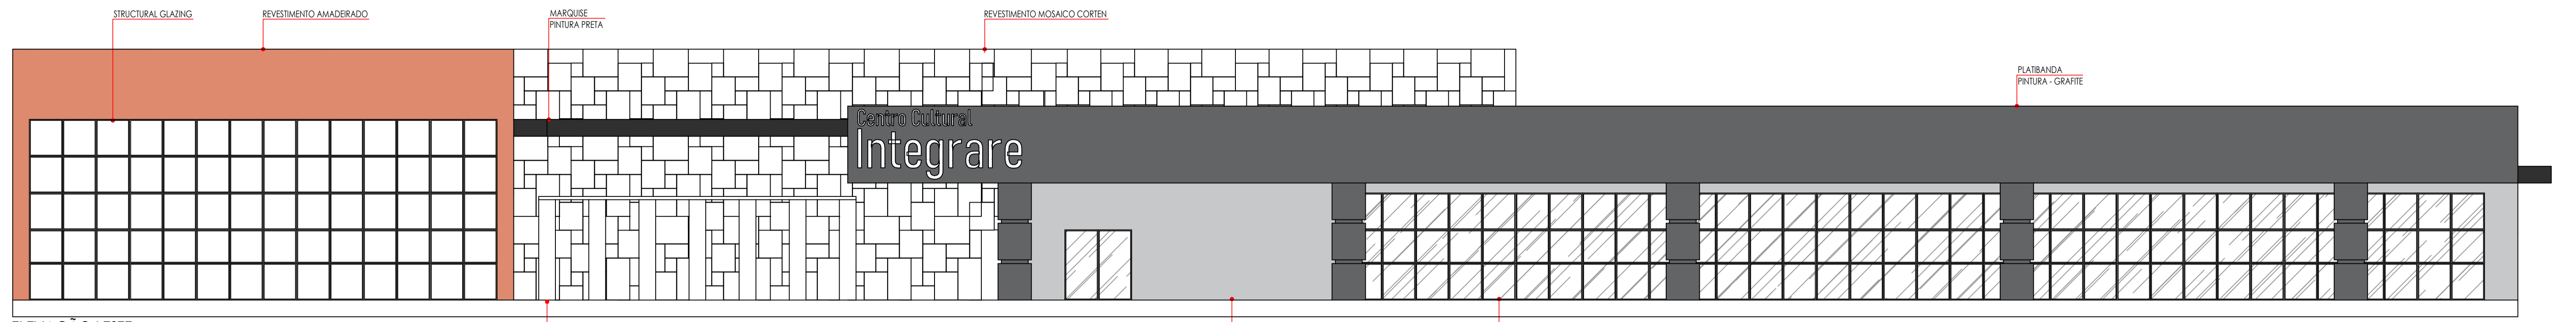 STRUCTURAL GLAZING
REVESTIMENTO AMADEIRADO
MARQUISE
PINTURA PRETA
REVESTIMENTO MOSAICO CORTEN
PLATIBANDA
PINTURA - GRAFITE
Centro Cultural
Integrare